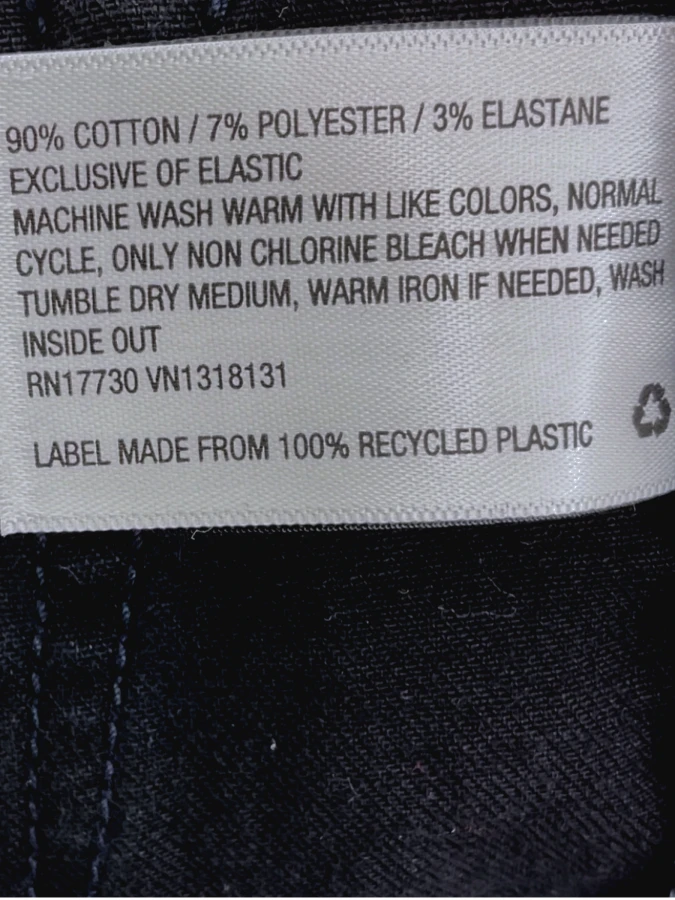 90% COTTON / 7% POLYESTER / 3% ELASTANE
EXCLUSIVE OF ELASTIC
MACHINE WASH WARM WITH LIKE COLORS, NORMAL
CYCLE, ONLY NON CHLORINE BLEACH WHEN NEEDED
TUMBLE DRY MEDIUM, WARM IRON IF NEEDED, WASH
INSIDE OUT
RN17730 VN1318131
LABEL MADE FROM 100% RECYCLED PLASTIC